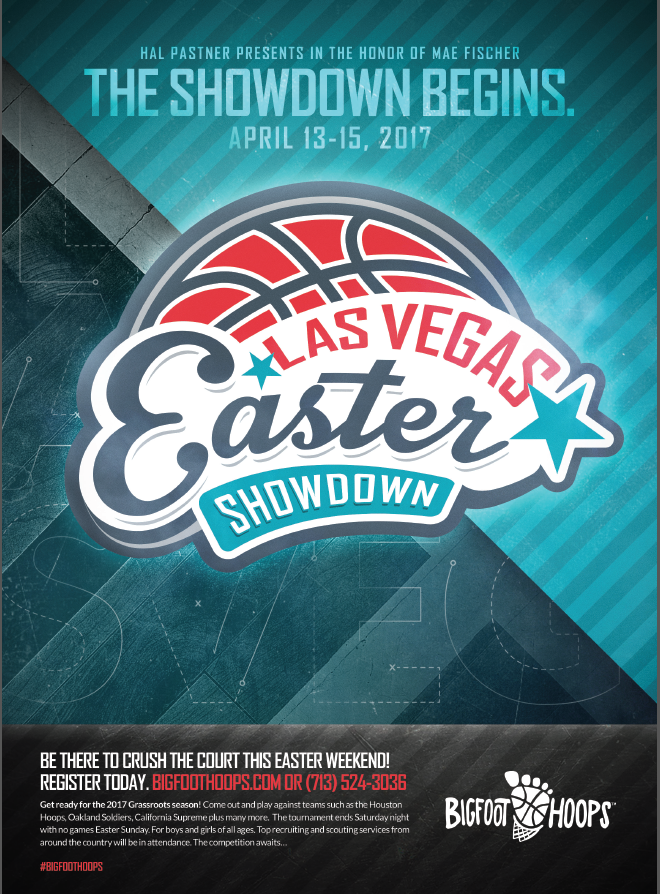 HAL PASTNER PRESENTS IN THE HONOR OF MAE FISCHER
THE SHOWDOWN BEGINS.
APRIL 13-15, 2017
LAS VEGAS
Easter
SHOWDOWN
BE THERE TO CRUSH THE COURT THIS EASTER WEEKEND!
REGISTER TODAY. BIGFOOTHOOPS.COM OR (713) 524-3036
Get ready for the 2017 Grassroots season! Come out and play against teams such as the Houston
Hoops, Oakland Soldiers, California Supreme plus many more. The tournament ends Saturday night
with no games Easter Sunday. For boys and girls of all ages. Top recruiting and scouting services from
around the country will be in attendance. The competition awaits...
#BIGFOOTHOOPS
BIGFOOT HOOPS™